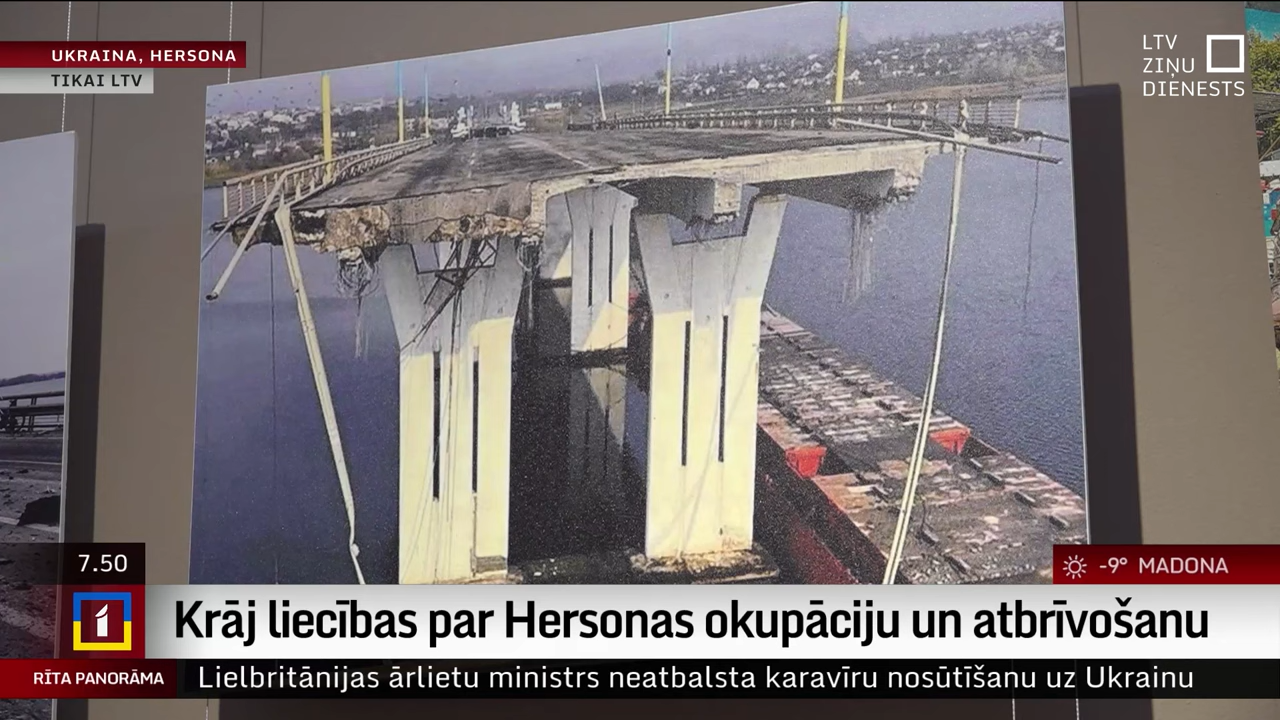 UKRAINA, HERSONA
TIKAI LTV
LTV
ZIŅU
DIENESTS
7.50
-9° MADONA
1
Krāj liecības par Hersonas okupāciju un atbrīvošanu
RĪTA PANORĀMA
Lielbritānijas ārlietu ministrs neatbalsta karavīru nosūtīšanu uz Ukrainu